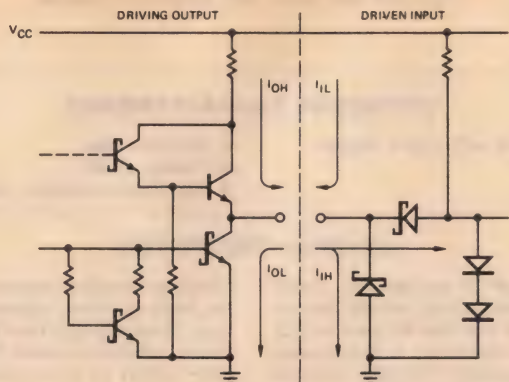 DRIVING OUTPUT
DRIVEN INPUT
VCC
IOH
IIL
IOL
IIH